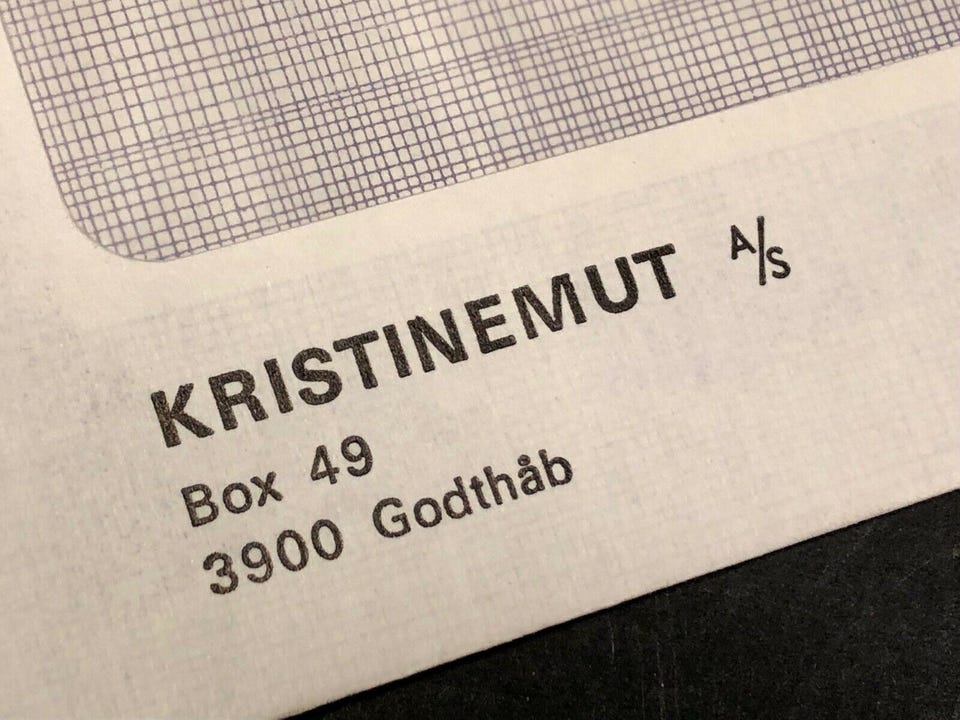 KRISTINEMUT A/S
Box 49
3900 Godthåb